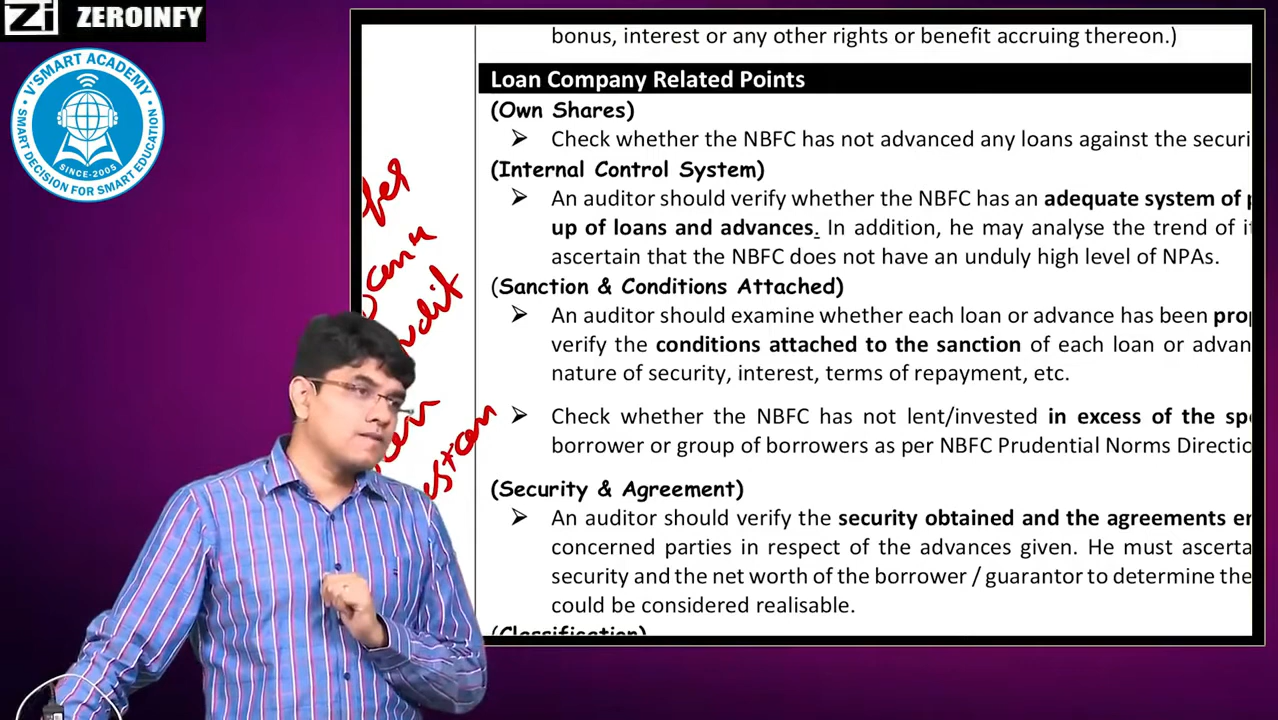 Zi ZEROINFY
V'SMART ACADEMY
SINCE-2005
SMART DECISION FOR SMART EDUCATION
bonus, interest or any other rights or benefit accruing thereon.)
Loan Company Related Points
(Own Shares)
➢ Check whether the NBFC has not advanced any loans against the securi
(Internal Control System)
➢ An auditor should verify whether the NBFC has an adequate system of
up of loans and advances. In addition, he may analyse the trend of
ascertain that the NBFC does not have an unduly high level of NPAs.
(Sanction & Conditions Attached)
➢ An auditor should examine whether each loan or advance has been
verify the conditions attached to the sanction of each loan or advan
nature of security, interest, terms of repayment, etc.
➢ Check whether the NBFC has not lent/invested in excess of the
borrower or group of borrowers as per NBFC Prudential Norms Directio
(Security & Agreement)
➢ An auditor should verify the security obtained and the agreements
concerned parties in respect of the advances given. He must ascerta
security and the net worth of the borrower / guarantor to determine the
could be considered realisable.
(Classification)